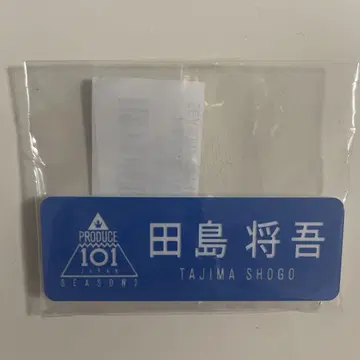 PRODUCE
101
JAPAN
SEASON2
田島 将吾
TAJIMA SHOGO